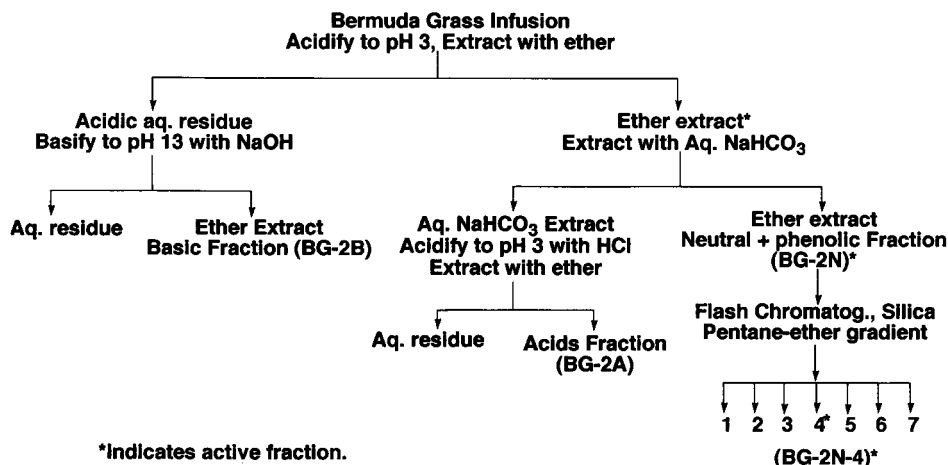 Bermuda Grass Infusion
Acidify to pH 3, Extract with ether
Acidic aq. residue
Basify to pH 13 with NaOH
Ether extract*
Extract with Aq. NaHCO3
Aq. residue
Ether Extract
Basic Fraction (BG-2B)
Aq. NaHCO3 Extract
Acidify to pH 3 with HCl
Extract with ether
Ether extract
Neutral + phenolic Fraction
(BG-2N)*
Aq. residue
Acids Fraction
(BG-2A)
Flash Chromatog., Silica
Pentane-ether gradient
1 2 3 4* 5 6 7
(BG-2N-4)*
*Indicates active fraction.